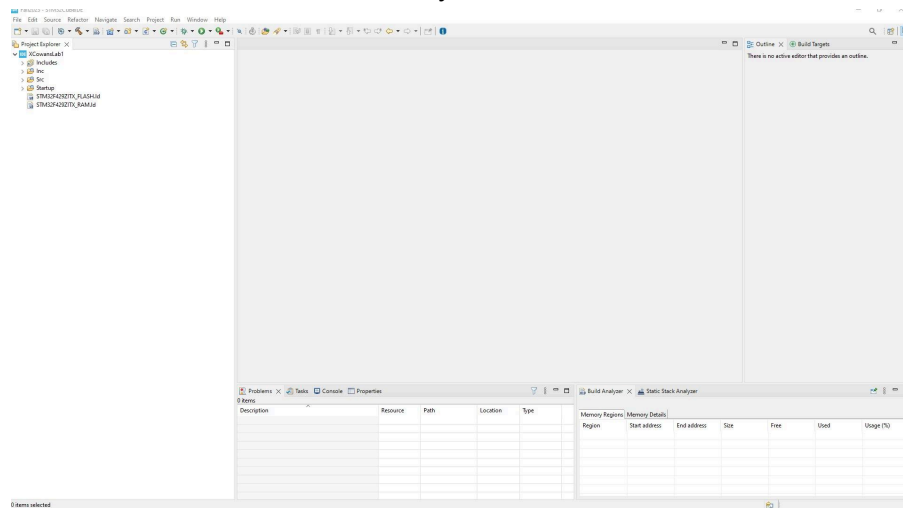 File Edit Source Refactor Navigate Search Project Run Window Help
Project Explorer
XCowansLab1
Includes
Inc
Src
Startup
STM32F429ZITX_FLASH.ld
STM32F429ZITX_RAM.ld
Outline Build Targets
There is no active editor that provides an outline.
Problems Tasks Console Properties
0 items
Description Resource Path Location Type
Build Analyzer Static Stack Analyzer
Memory Regions Memory Details
Region Start address End address Size Free Used Usage (%)
0 items selected